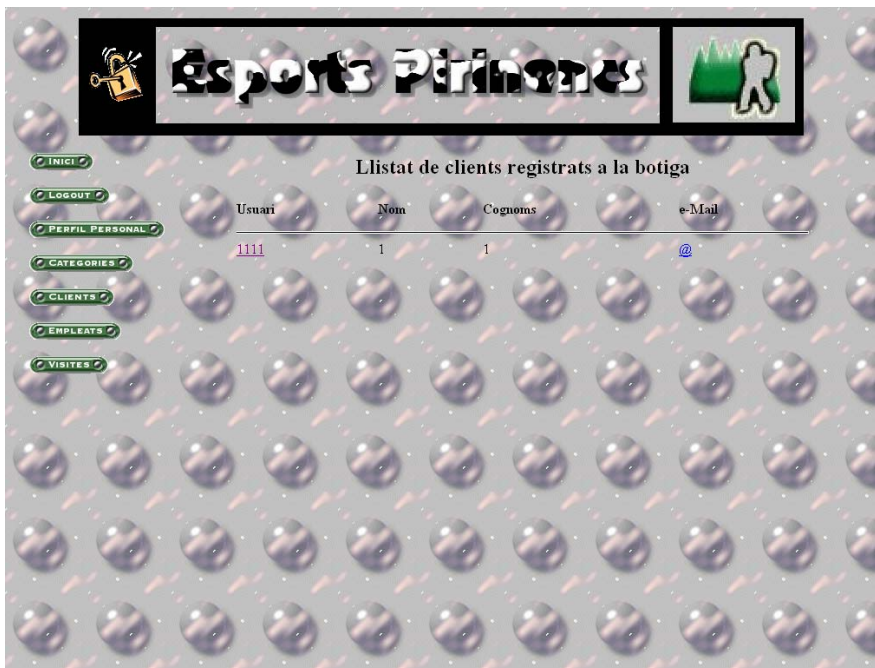 Esports Pirinencs
Llistat de clients registrats a la botiga
INICI
LOGOUT
PERFIL PERSONAL
CATEGORIES
CLIENTS
EMPLEATS
VISITES
Usuari Nom Cognoms e-Mail
1111 1 1 @